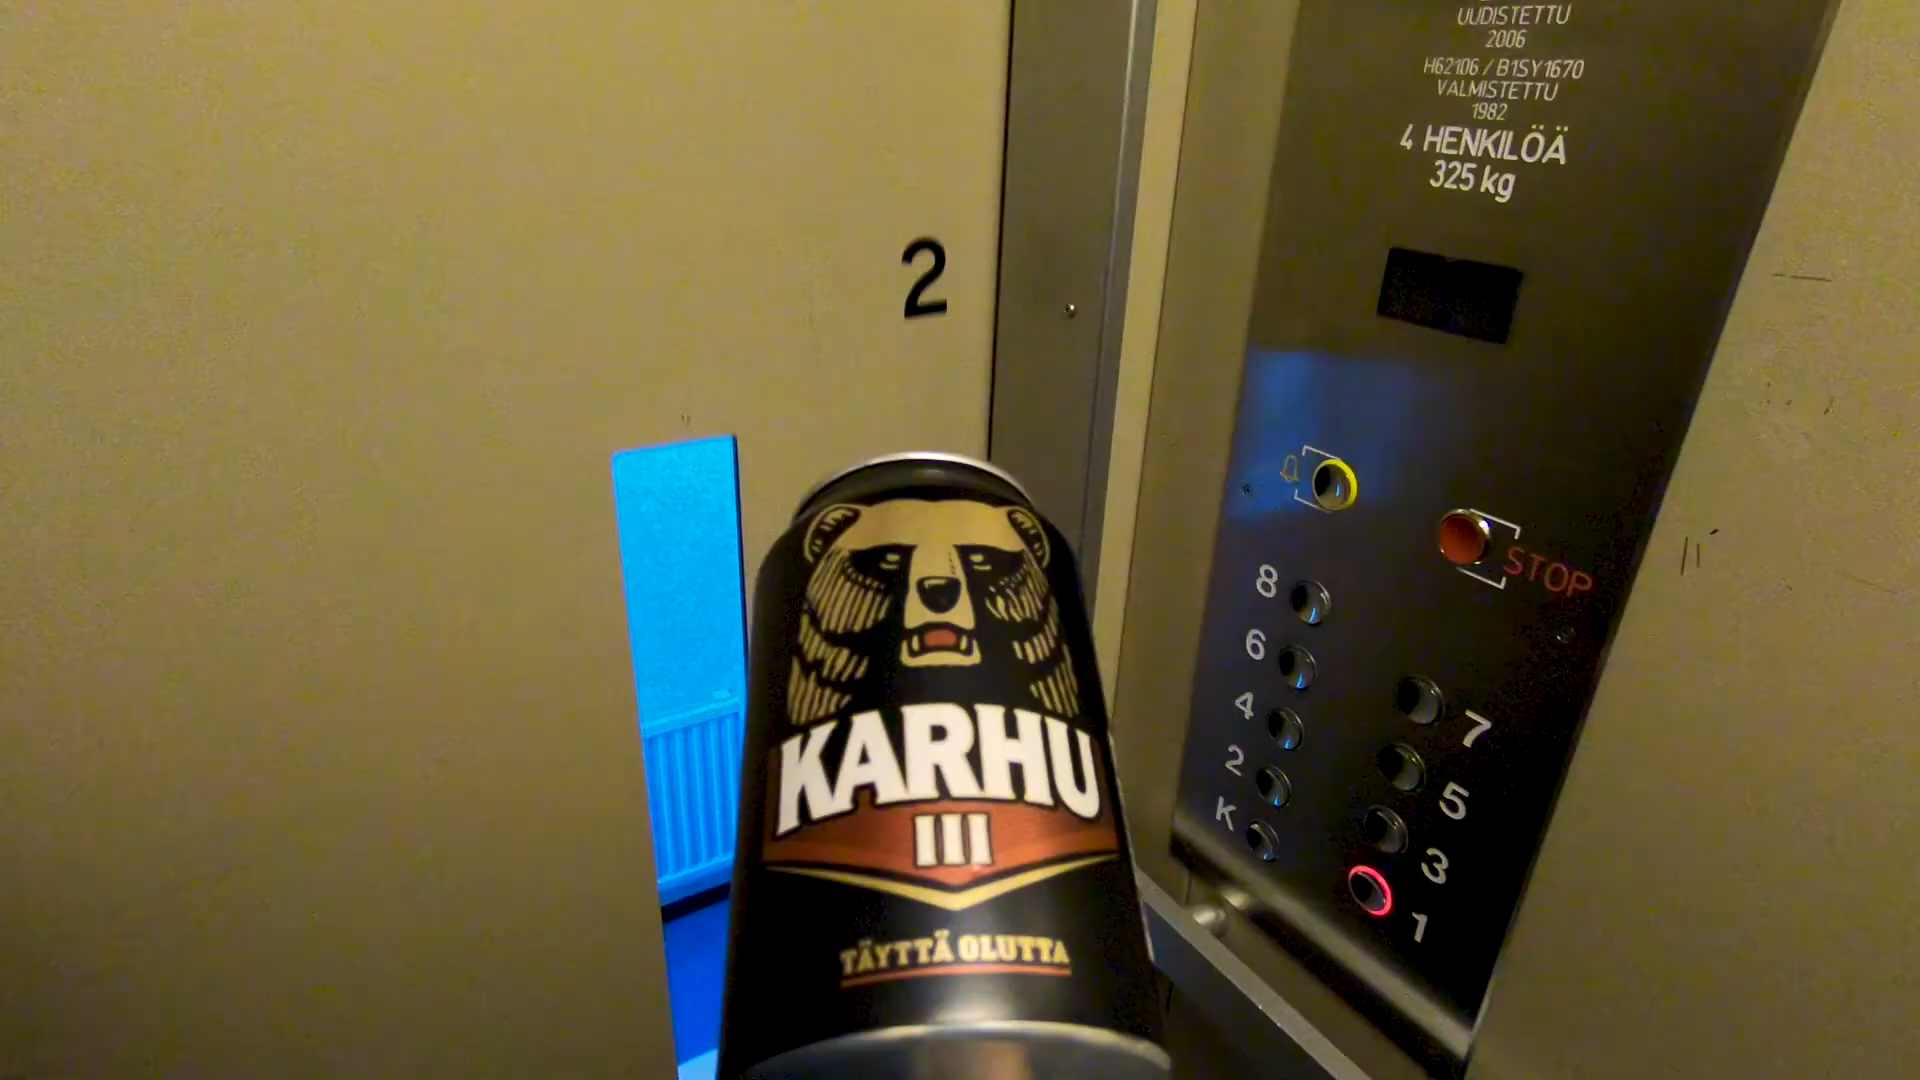 UUDISTETTU
2006
H62106 / B1SY1670
VALMISTETTU
1982
4 HENKILÖÄ
325 kg
2
STOP
8
6
7
4
5
2
3
K
1
KARHU
III
TÄYTTÄ OLUTTA